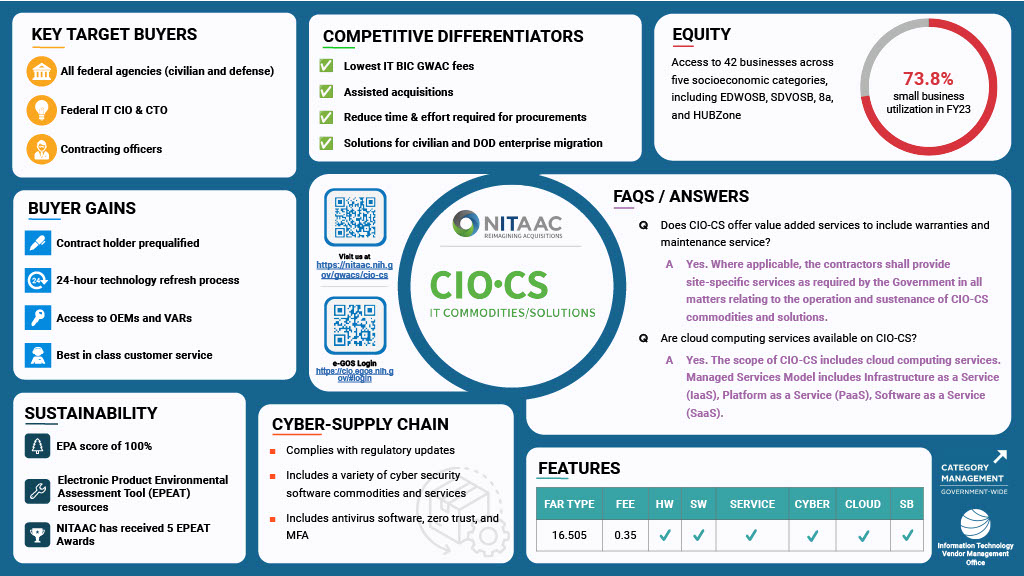 KEY TARGET BUYERS
All federal agencies (civilian and defense)
Federal IT CIO & CTO
Contracting officers
COMPETITIVE DIFFERENTIATORS
Lowest IT BIC GWAC fees
Assisted acquisitions
Reduce time & effort required for procurements
Solutions for civilian and DOD enterprise migration
EQUITY
Access to 42 businesses across
five socioeconomic categories,
including EDWOSB, SDVOSB, 8a,
and HUBZone
73.8%
small business
utilization in FY23
BUYER GAINS
Contract holder prequalified
24-hour technology refresh process
Access to OEMs and VARs
Best in class customer service
Visit us at
https://nitaac.nih.g
ov/gwacs/cio-cs
e-GOS Login
https://cio.egos.nih.g
ov/#login
NITAAC
REIMAGING ACQUISITIONS
CIO•CS
IT COMMODITIES/SOLUTIONS
FAQS / ANSWERS
Q Does CIO-CS offer value added services to include warranties and
maintenance service?
A Yes. Where applicable, the contractors shall provide
site-specific services as required by the Government in all
matters relating to the operation and sustenance of CIO-CS
commodities and solutions.
Q Are cloud computing services available on CIO-CS?
A Yes. The scope of CIO-CS includes cloud computing services.
Managed Services Model includes Infrastructure as a Service
(IaaS), Platform as a Service (PaaS), Software as a Service
(SaaS).
SUSTAINABILITY
EPA score of 100%
Electronic Product Environmental
Assessment Tool (EPEAT)
resources
NITAAC has received 5 EPEAT
Awards
CYBER-SUPPLY CHAIN
Complies with regulatory updates
Includes a variety of cyber security
software commodities and services
Includes antivirus software, zero trust, and
MFA
FEATURES
FAR TYPE FEE HW SW SERVICE CYBER CLOUD SB
16.505 0.35 ✓ ✓ ✓ ✓ ✓ ✓
CATEGORY
MANAGEMENT
GOVERNMENT-WIDE
Information Technology
Vendor Management
Office